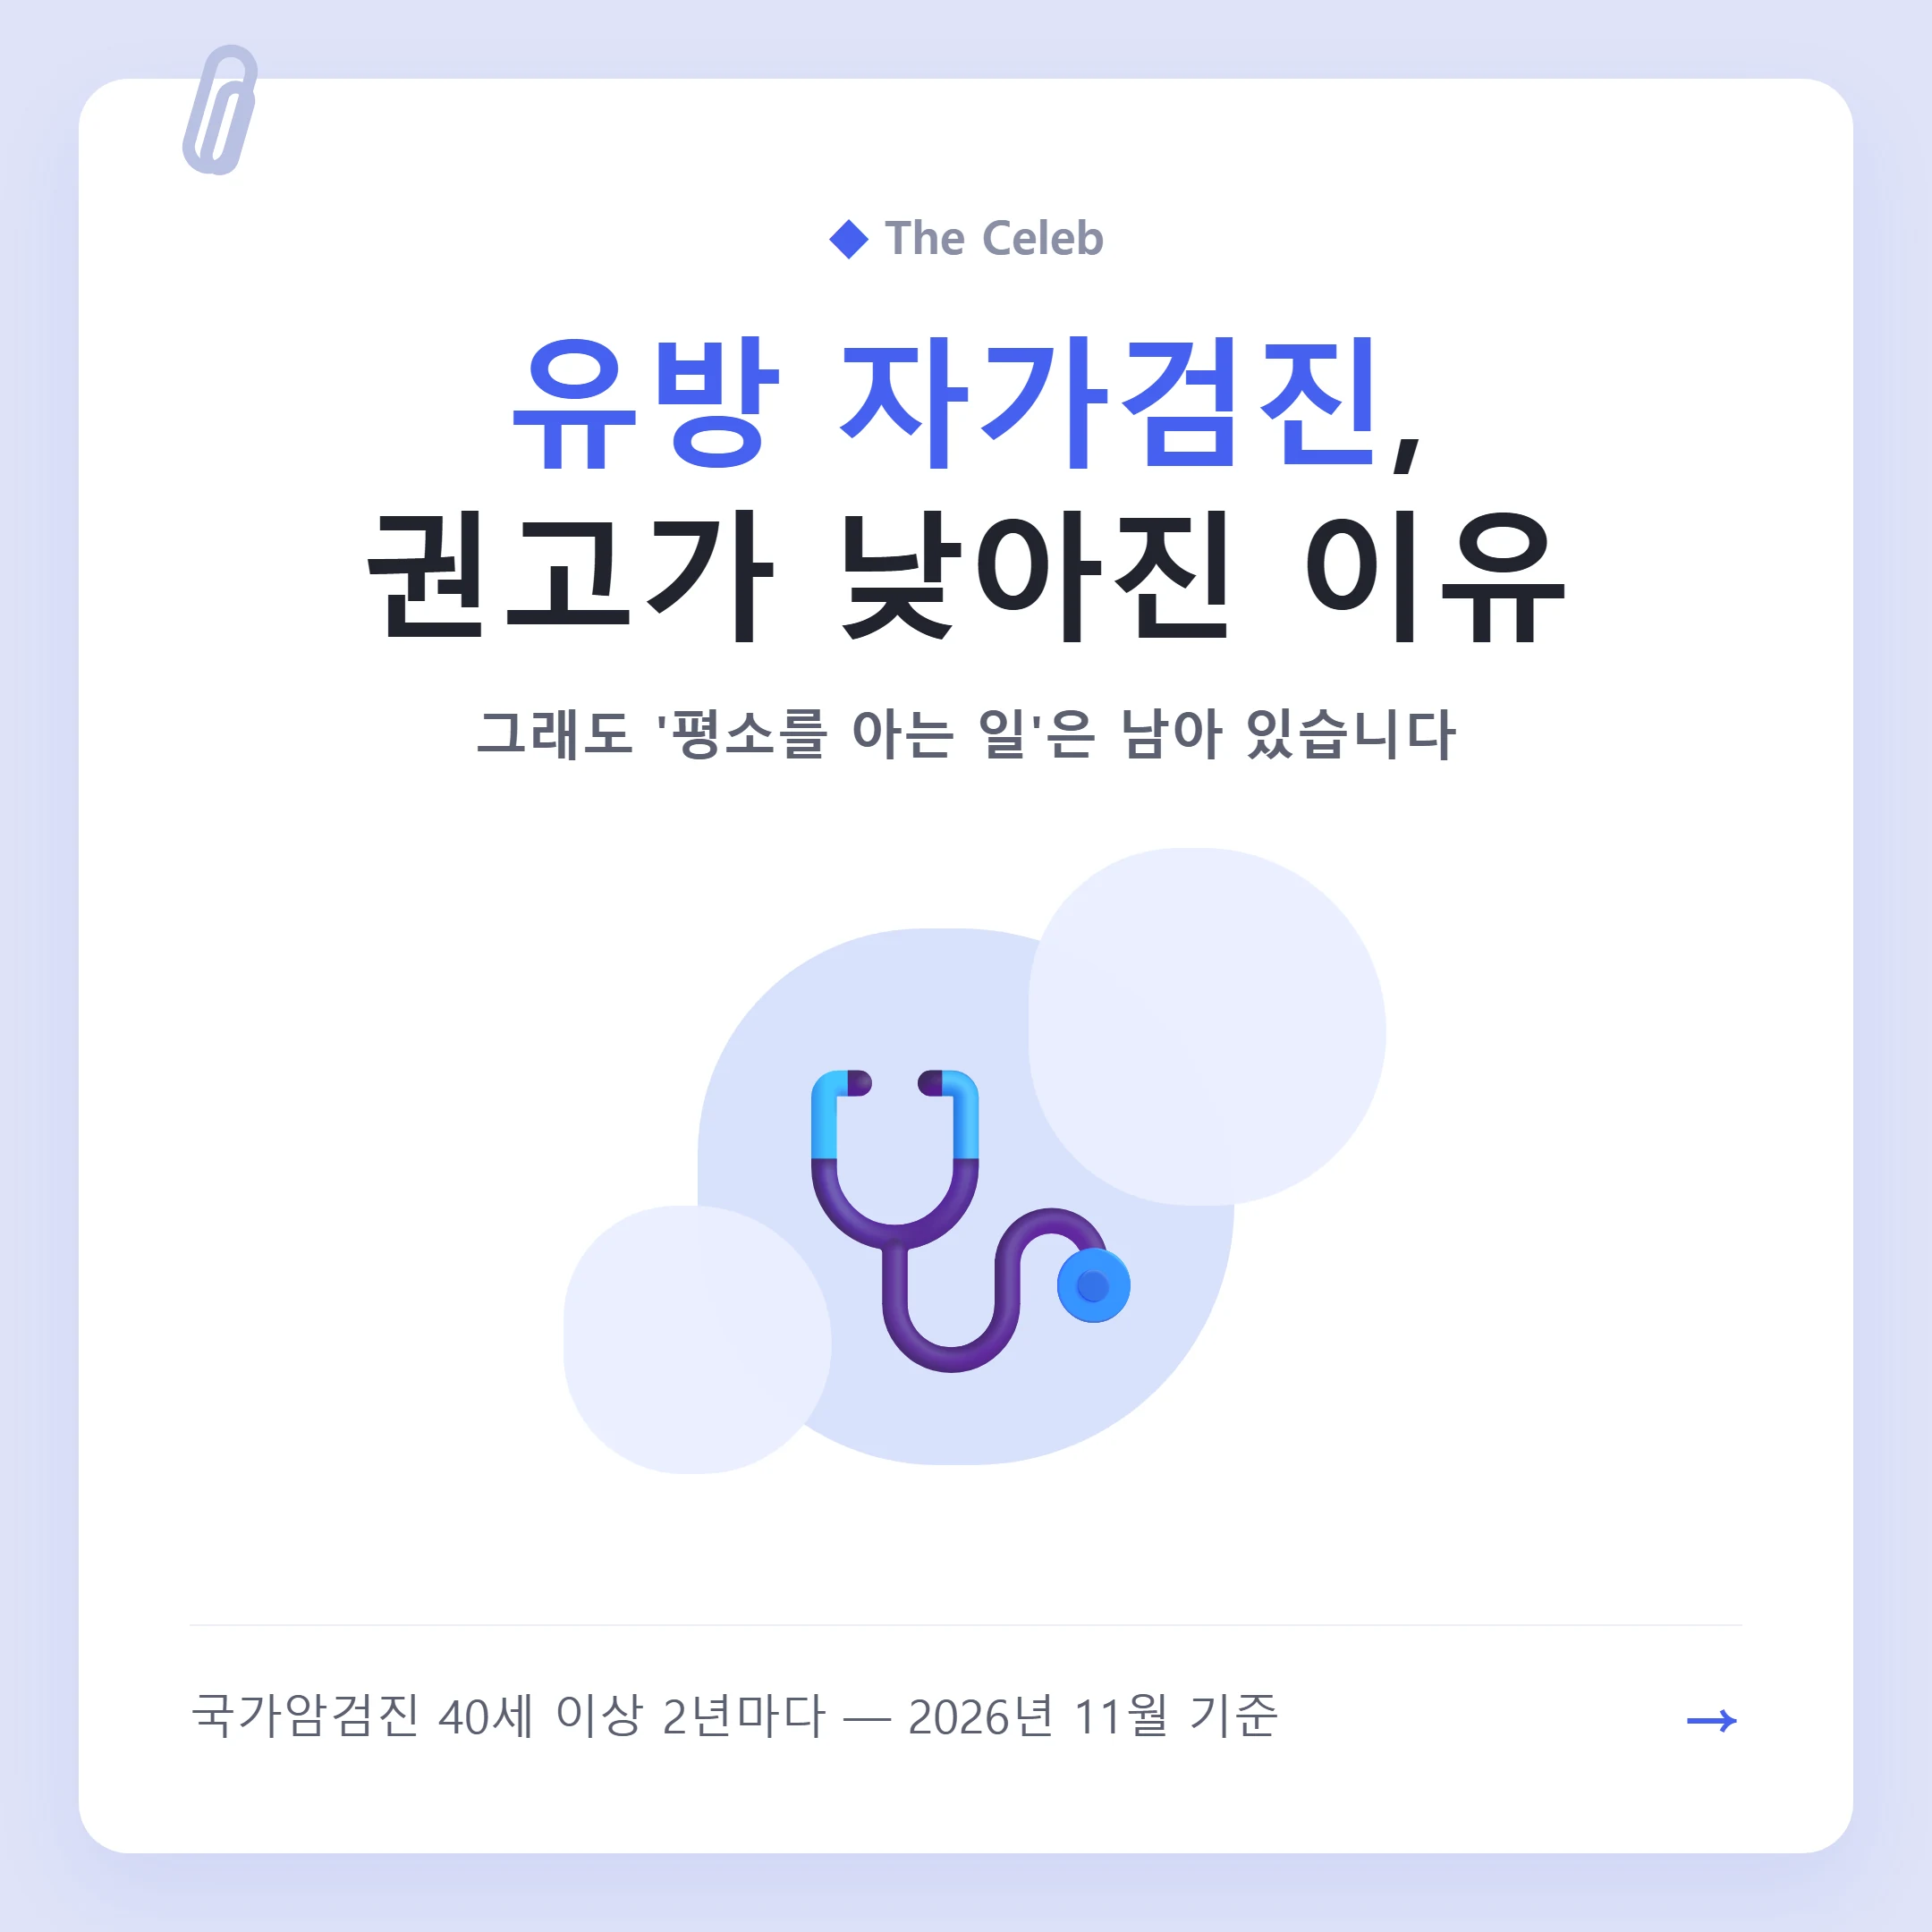 The Celeb
유방 자가검진,
권고가 낮아진 이유
그래도 '평소를 아는 일'은 남아 있습니다
국가암검진 40세 이상 2년마다 — 2026년 11월 기준 →